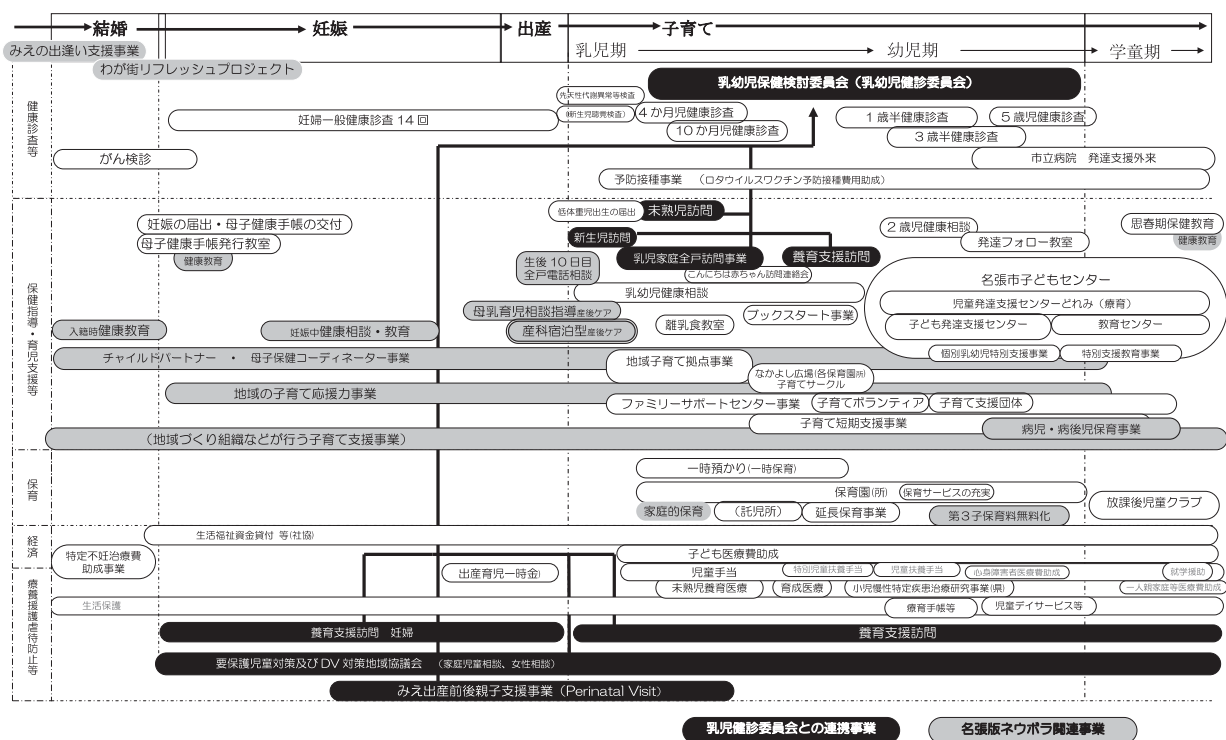 結婚
妊娠
出産
子育て
乳児期
幼児期
学童期
みえの出逢い支援事業
わが街リフレッシュプロジェクト
健康診査等
乳幼児保健検討委員会（乳幼児健診委員会）
先天性代謝異常等検査
(新生児聴覚検査)
妊婦一般健康診査14回
4か月児健康診査
10か月児健康診査
1歳半健康診査
5歳児健康診査
3歳半健康診査
がん検診
市立病院　発達支援外来
予防接種事業　（ロタウイルスワクチン予防接種費用助成）
保健指導・育児支援等
妊娠の届出・母子健康手帳の交付
母子健康手帳発行教室
健康教育
低体重児出生の届出
未熟児訪問
新生児訪問
乳児家庭全戸訪問事業
養育支援訪問
こんにちは赤ちゃん訪問連絡会
2歳児健康相談
発達フォロー教室
思春期保健教育
健康教育
生後10日目
全戸電話相談
乳幼児健康相談
母乳育児相談指導産後ケア
産科宿泊型産後ケア
離乳食教室
ブックスタート事業
名張市子どもセンター
児童発達支援センターどれみ（療育）
子ども発達支援センター
教育センター
個別乳幼児特別支援事業
特別支援教育事業
入籍時健康教育
妊娠中健康相談・教育
チャイルドパートナー　・　母子保健コーディネーター事業
地域子育て拠点事業
なかよし広場(各保育園所)
子育てサークル
地域の子育て応援力事業
ファミリーサポートセンター事業
子育てボランティア
子育て支援団体
子育て短期支援事業
病児・病後児保育事業
（地域づくり組織などが行う子育て支援事業）
保育
一時預かり(一時保育)
保育園(所)
保育サービスの充実
家庭的保育
（託児所）
延長保育事業
第3子保育料無料化
放課後児童クラブ
経済
生活福祉資金貸付 等(社協)
特定不妊治療費
助成事業
子ども医療費助成
出産育児一時金)
児童手当
特別児童扶養手当
児童扶養手当
心身障害者医療費助成
就学援助
療養援護虐待防止等
未熟児養育医療
育成医療
小児慢性特定疾患治療研究事業(県)
一人親家庭等医療費助成
生活保護
療育手帳等
児童デイサービス等
養育支援訪問　妊婦
養育支援訪問
要保護児童対策及びDV対策地域協議会　（家庭児童相談、女性相談）
みえ出産前後親子支援事業（Perinatal Visit）
乳児健診委員会との連携事業
名張版ネウボラ関連事業